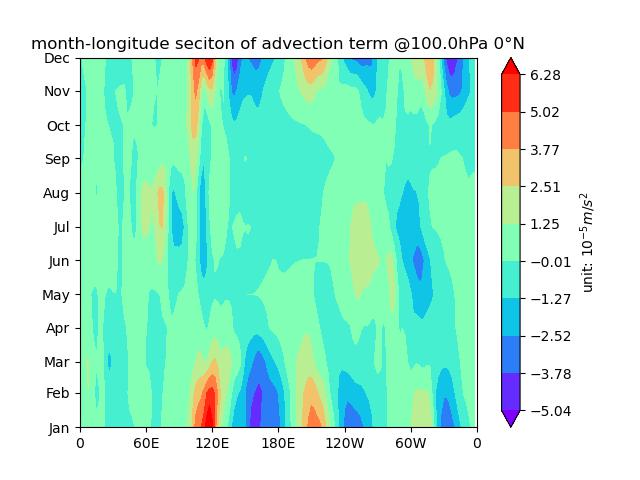 month-longitude seciton of advection term @100.0hPa 0°N
Dec
Nov
Oct
Sep
Aug
Jul
Jun
May
Apr
Mar
Feb
Jan
0 60E 120E 180E 120W 60W 0
6.28
5.02
3.77
2.51
1.25
−0.01
−1.27
−2.52
−3.78
−5.04
unit: 10⁻⁵m/s²